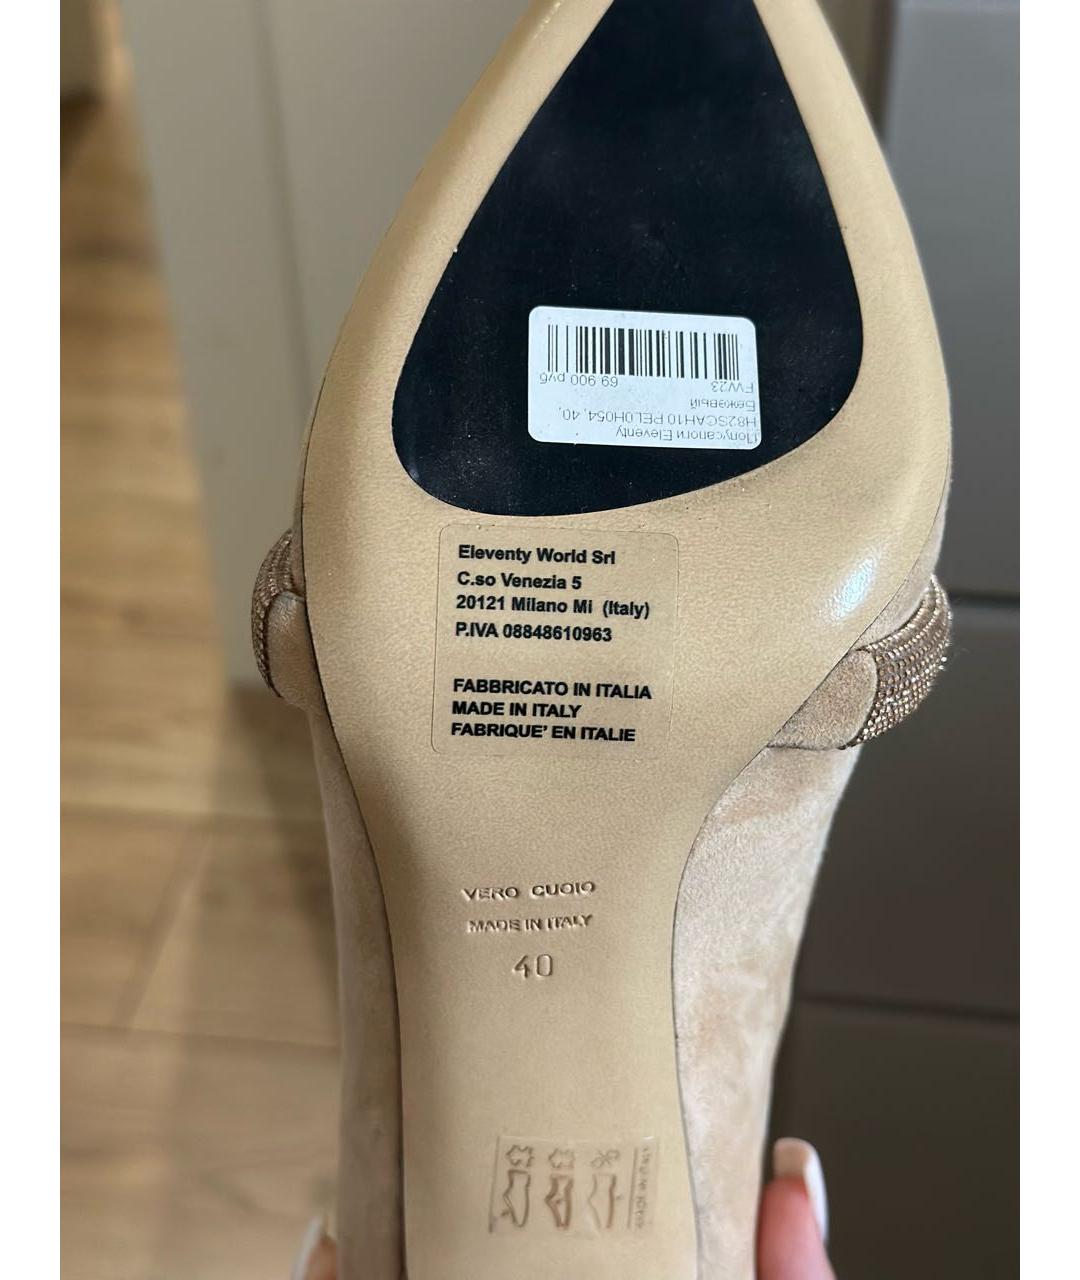 Полусапоги Eleventy
H82SCAH10 PEL0H054, 40,
Бежевый
FW23 69 900 руб
Eleventy World Srl
C.so Venezia 5
20121 Milano Mi (Italy)
P.IVA 08848610963
FABBRICATO IN ITALIA
MADE IN ITALY
FABRIQUE’ EN ITALIE
VERO CUOIO
MADE IN ITALY
40